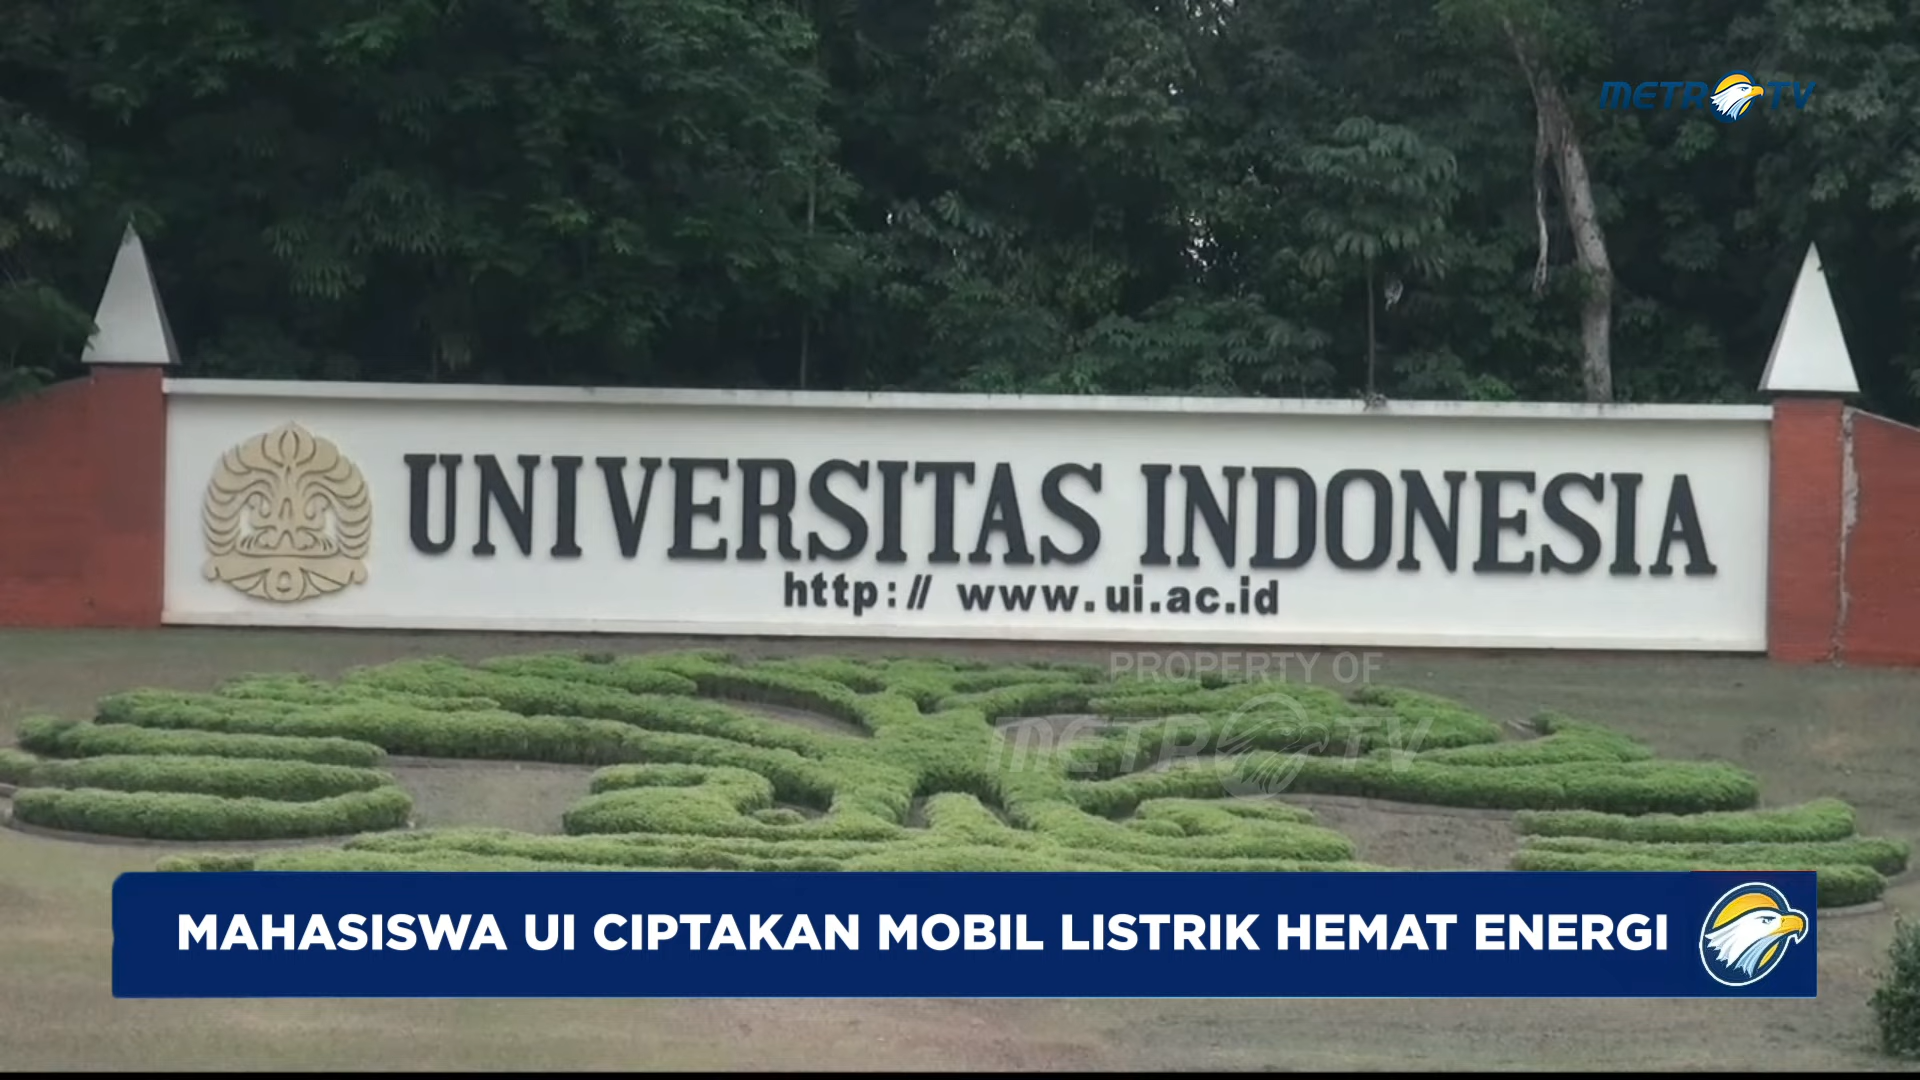 METRO TV
UNIVERSITAS INDONESIA
http:// www.ui.ac.id
PROPERTY OF
METRO TV
MAHASISWA UI CIPTAKAN MOBIL LISTRIK HEMAT ENERGI